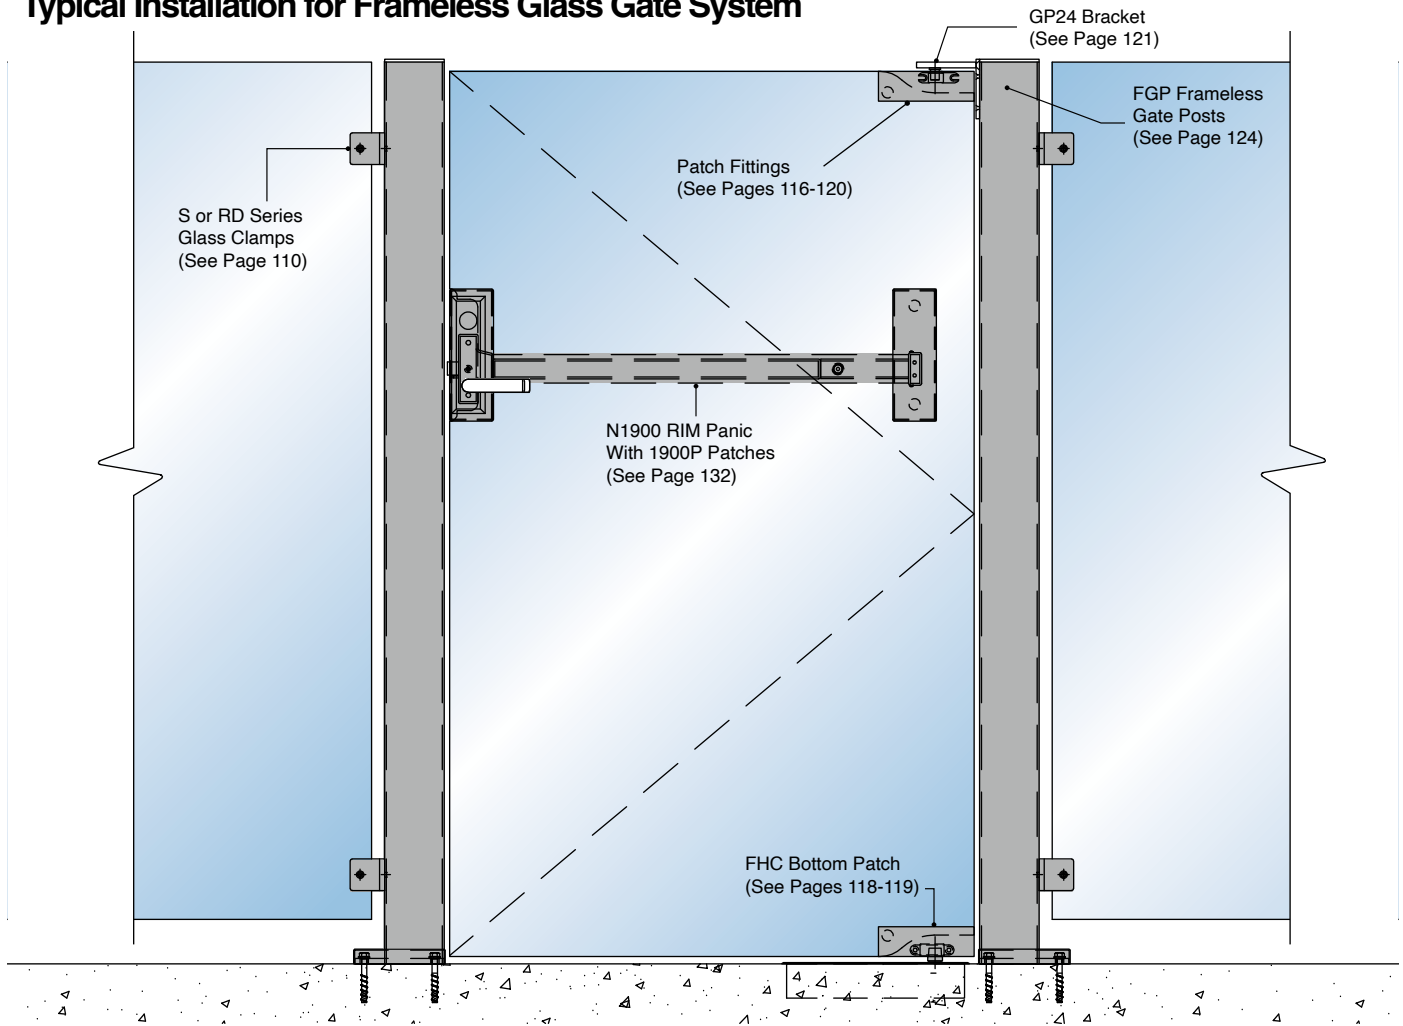 Typical Installation for Frameless Glass Gate System
GP24 Bracket
(See Page 121)
FGP Frameless
Gate Posts
(See Page 124)
Patch Fittings
(See Pages 116-120)
S or RD Series
Glass Clamps
(See Page 110)
N1900 RIM Panic
With 1900P Patches
(See Page 132)
FHC Bottom Patch
(See Pages 118-119)